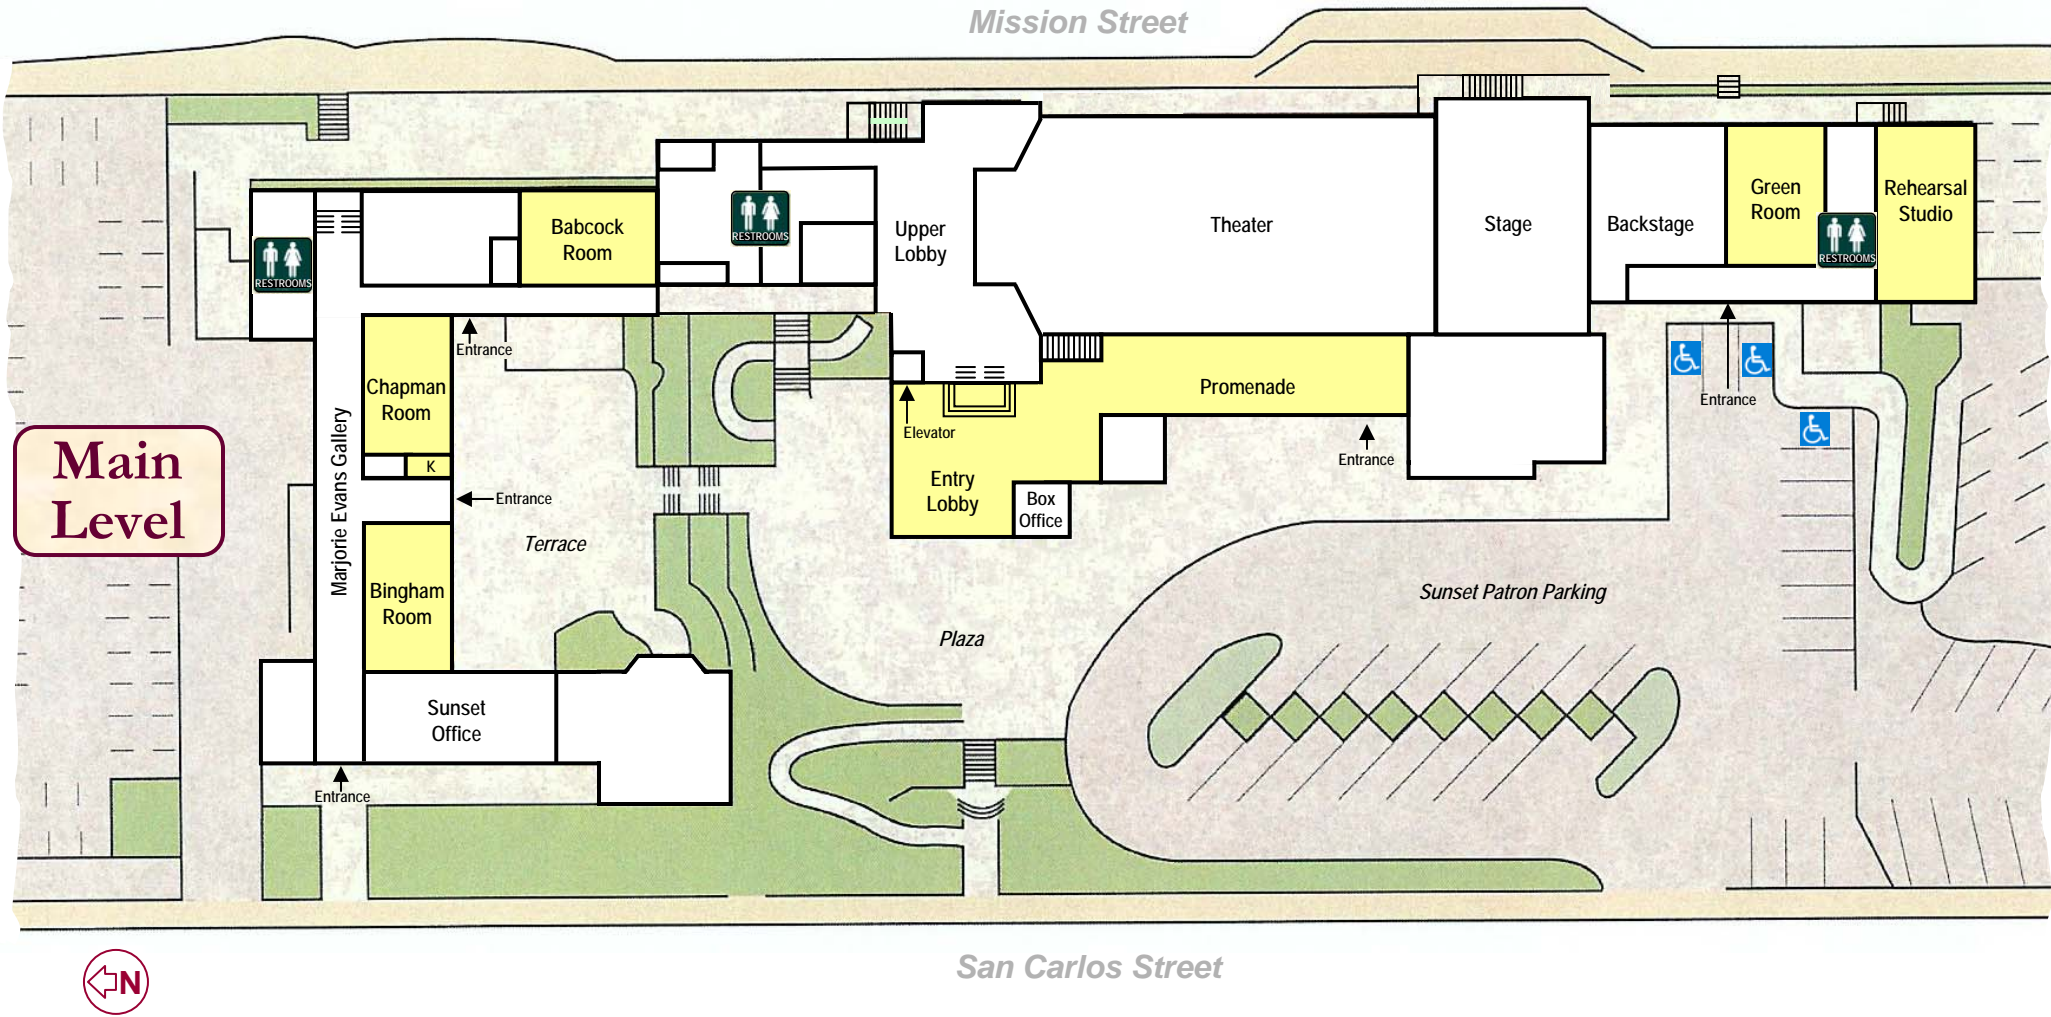 Mission Street
Babcock
Room
RESTROOMS
Upper
Lobby
Theater
Stage
Backstage
Green
Room
RESTROOMS
Rehearsal
Studio
RESTROOMS
Entrance
Chapman
Room
K
Marjorie Evans Gallery
Main
Level
Entrance
Terrace
Bingham
Room
Sunset
Office
Entrance
Elevator
Promenade
Entrance
Entry
Lobby
Box
Office
Entrance
Plaza
Sunset Patron Parking
San Carlos Street
N